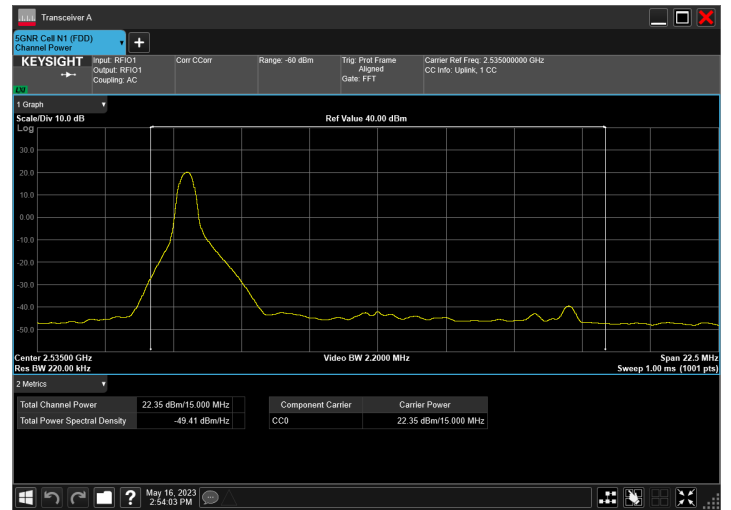 Transceiver A
5GNR Cell N1 (FDD)
Channel Power
KEYSIGHT
LXI
Input: RFIO1
Output: RFIO1
Coupling: AC
Corr CCorr
Range: -60 dBm
Trig: Prot Frame
Aligned
Gate: FFT
Carrier Ref Freq: 2.535000000 GHz
CC Info: Uplink, 1 CC
1 Graph
Scale/Div 10.0 dB
Ref Value 40.00 dBm
Log
30.0
20.0
10.0
0.00
-10.0
-20.0
-30.0
-40.0
-50.0
Center 2.53500 GHz
Video BW 2.2000 MHz
Span 22.5 MHz
Res BW 220.00 kHz
Sweep 1.00 ms (1001 pts)
2 Metrics
Total Channel Power 22.35 dBm/15.000 MHz
Total Power Spectral Density -49.41 dBm/Hz
Component Carrier Carrier Power
CC0 22.35 dBm/15.000 MHz
?
May 16, 2023
2:54:03 PM